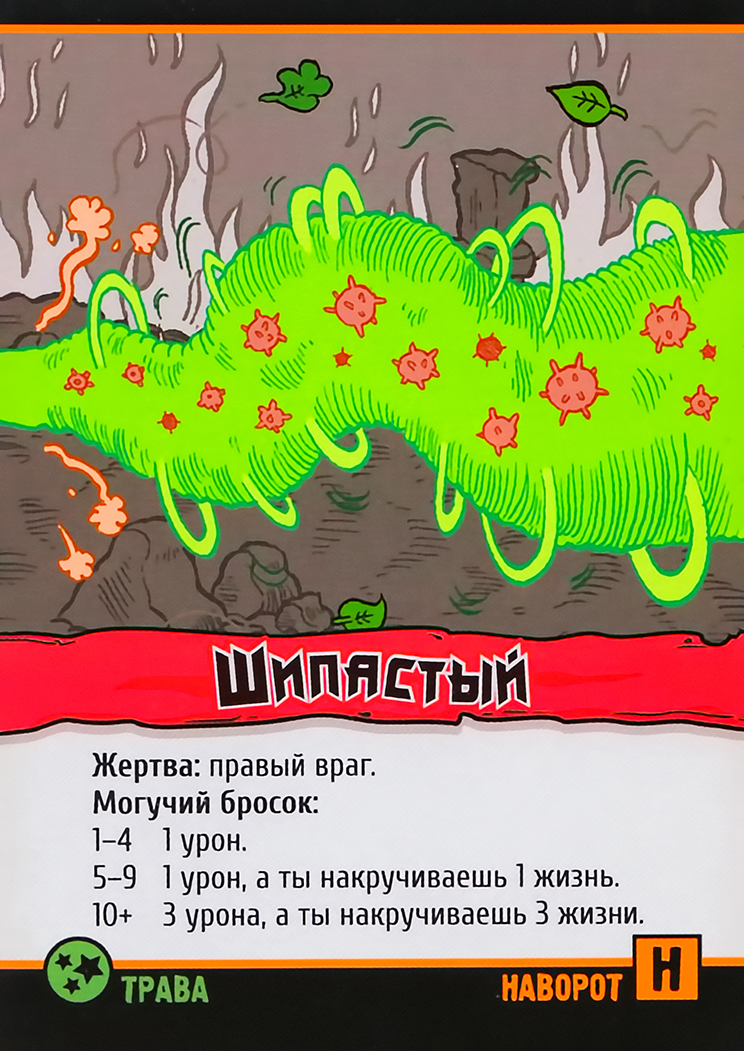 Шипастый
Жертва: правый враг.
Могучий бросок:
1–4 1 урон.
5–9 1 урон, а ты накручиваешь 1 жизнь.
10+ 3 урона, а ты накручиваешь 3 жизни.
ТРАВА
НАВОРОТ Н